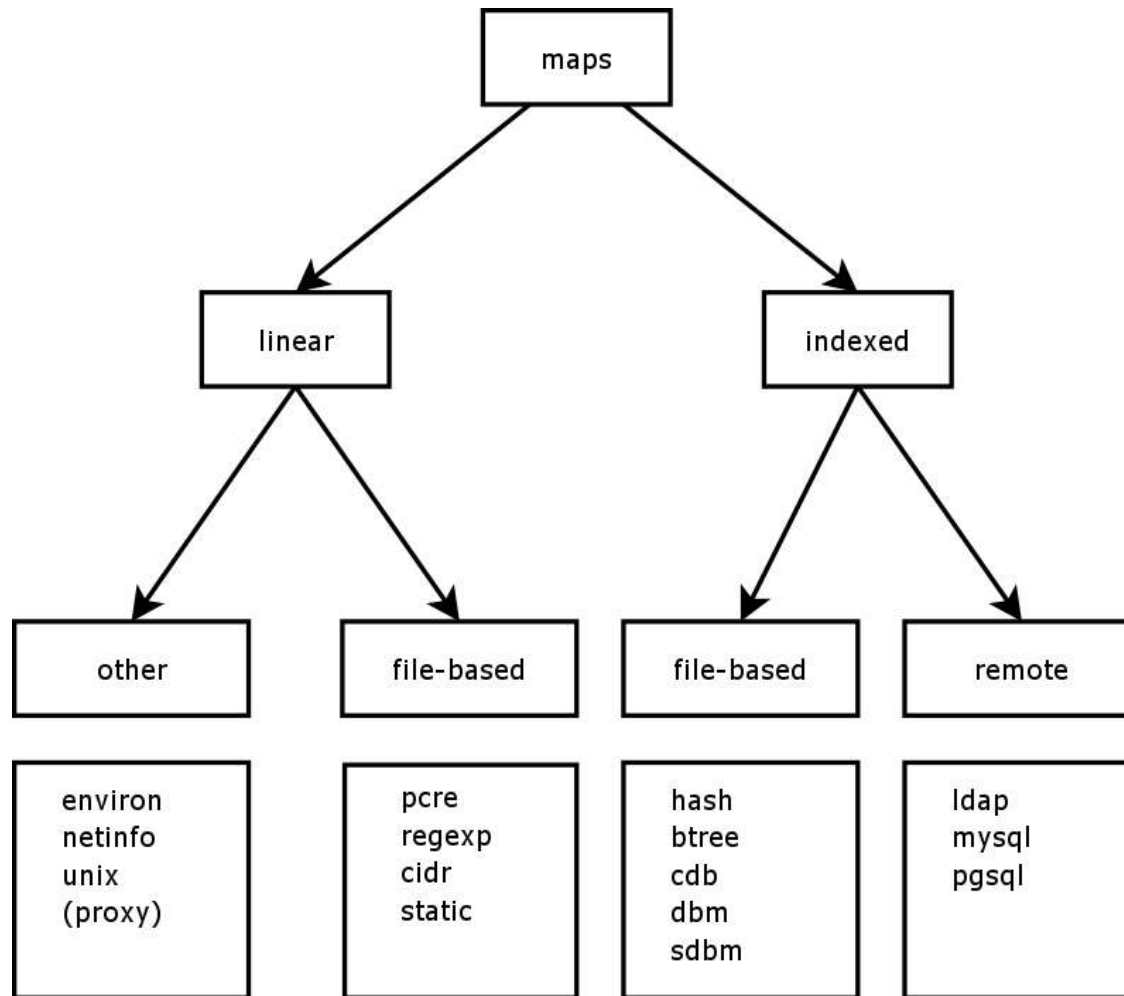 maps
linear
indexed
other
file-based
file-based
remote
environ
netinfo
unix
(proxy)
pcre
regexp
cidr
static
hash
btree
cdb
dbm
sdbm
ldap
mysql
pgsql